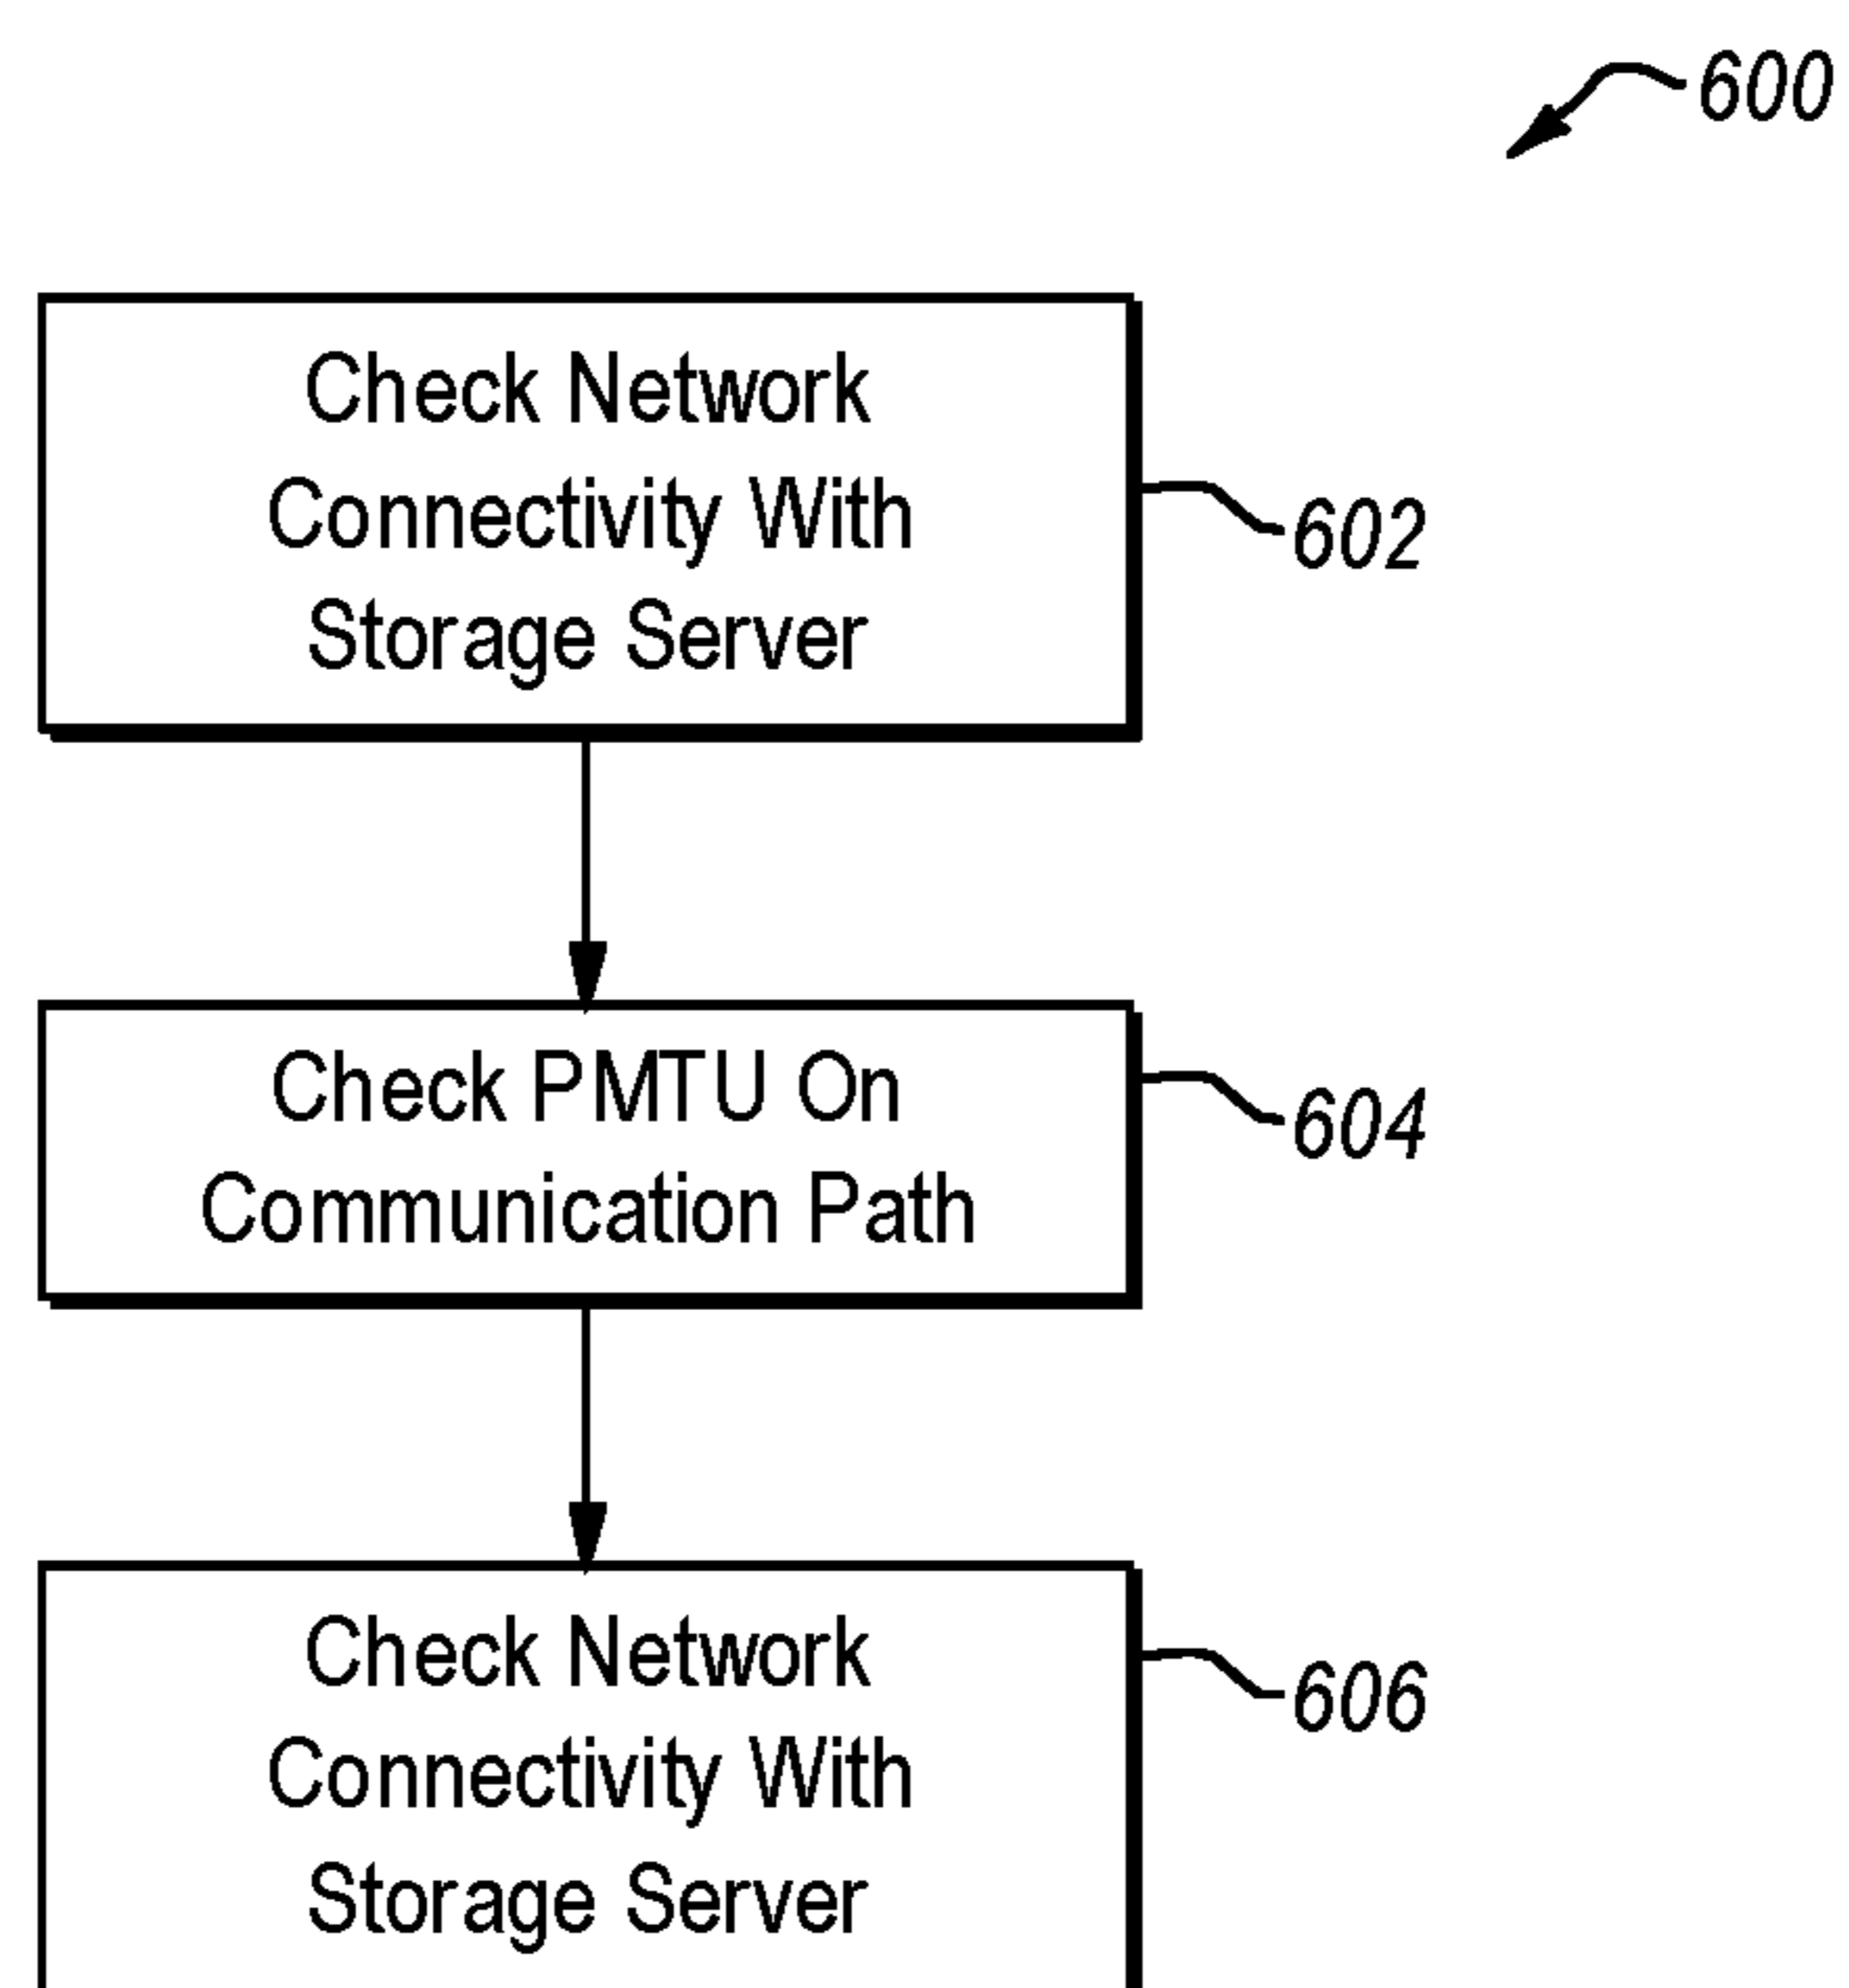 600
Check Network
Connectivity With
Storage Server
602
Check PMTU On
Communication Path
604
Check Network
Connectivity With
Storage Server
606